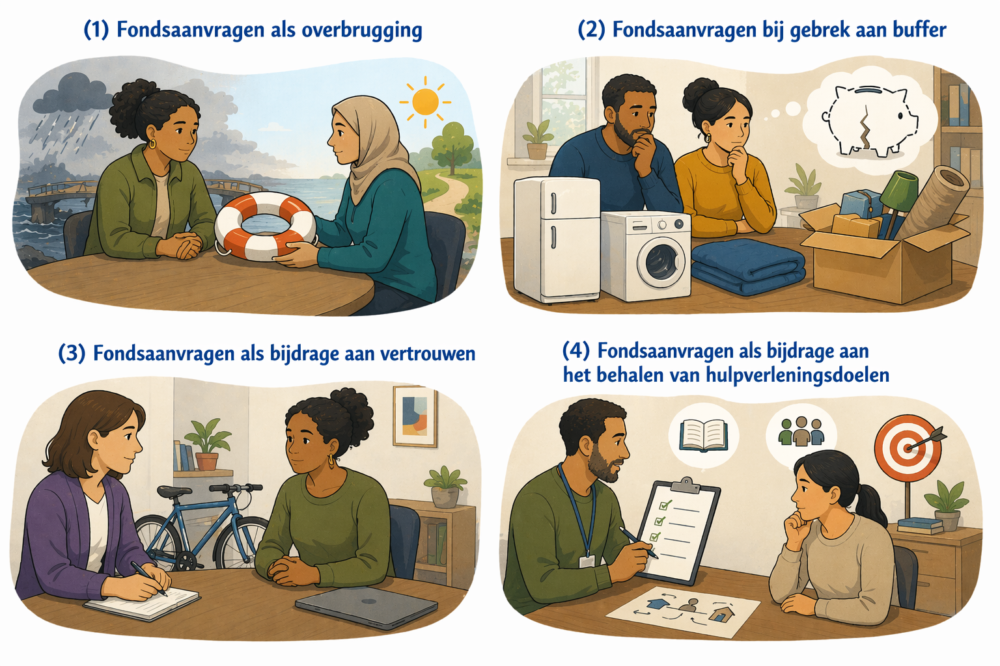 (1) Fondsaanvragen als overbrugging
(2) Fondsaanvragen bij gebrek aan buffer
(3) Fondsaanvragen als bijdrage aan vertrouwen
(4) Fondsaanvragen als bijdrage aan
het behalen van hulpverleningsdoelen